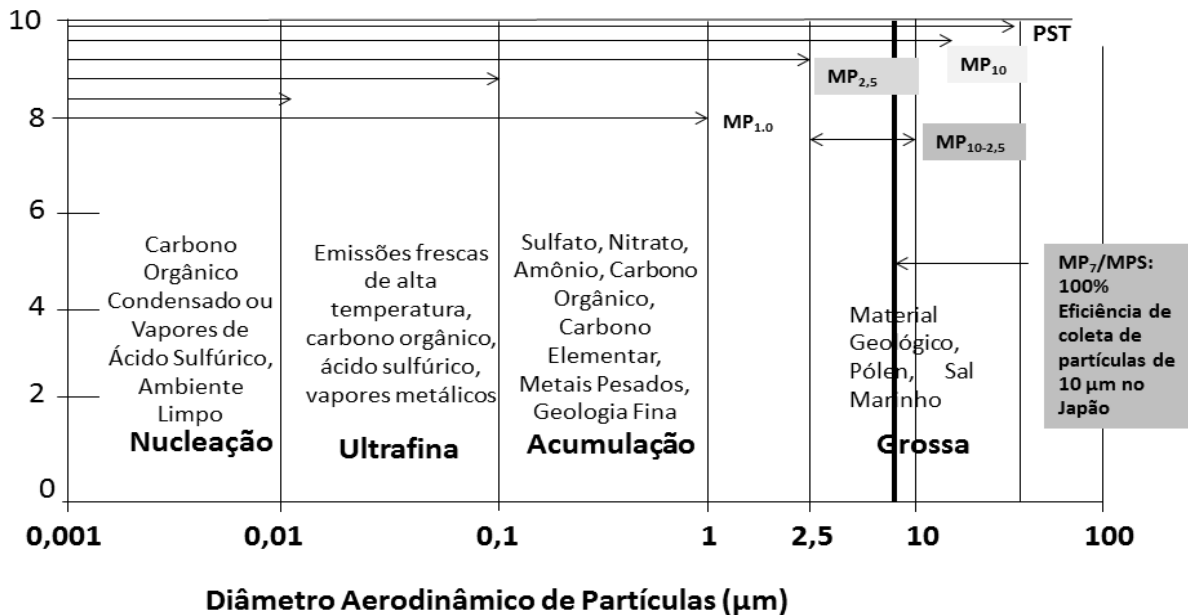 10
8
6
4
2
0
PST
MP10
MP2,5
MP1.0
MP10-2,5
Carbono
Orgânico
Condensado ou
Vapores de
Ácido Sulfúrico,
Ambiente
Limpo
Nucleação
Emissões frescas
de alta
temperatura,
carbono orgânico,
ácido sulfúrico,
vapores metálicos
Ultrafina
Sulfato, Nitrato,
Amônio, Carbono
Orgânico,
Carbono
Elementar,
Metais Pesados,
Geologia Fina
Acumulação
Material
Geológico,
Pólen, Sal
Marinho
Grossa
MP7/MPS:
100%
Eficiência de
coleta de
partículas de
10 µm no
Japão
0,001 0,01 0,1 1 2,5 10 100
Diâmetro Aerodinâmico de Partículas (µm)